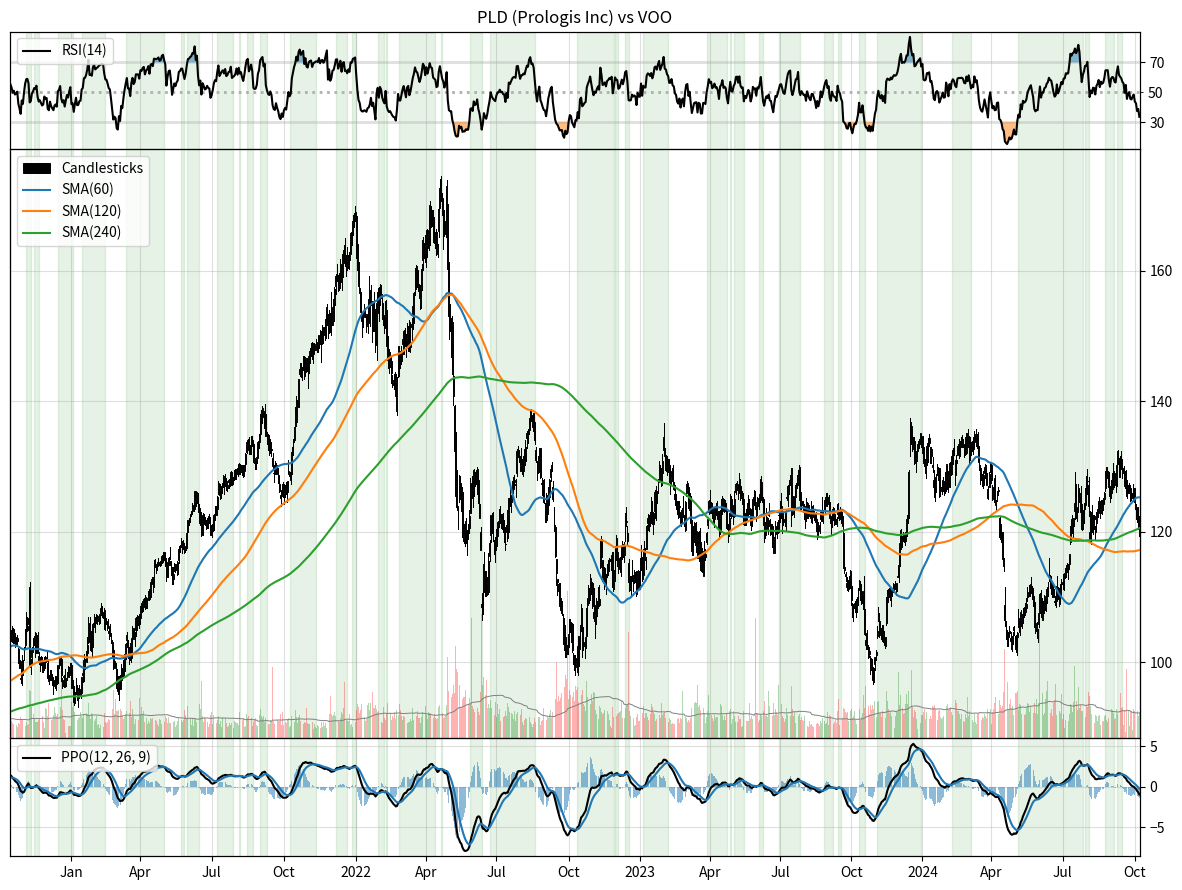 PLD (Prologis Inc) vs VOO
RSI(14)
70
50
30
Candlesticks
SMA(60)
SMA(120)
SMA(240)
160
140
120
100
PPO(12, 26, 9)
5
0
−5
Jan Apr Jul Oct 2022 Apr Jul Oct 2023 Apr Jul Oct 2024 Apr Jul Oct